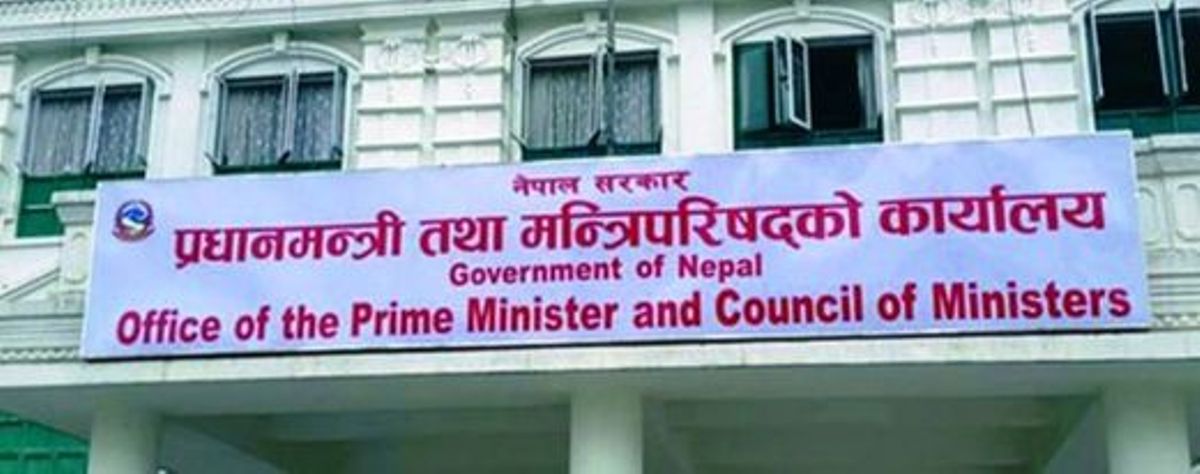 नेपाल सरकार
प्रधानमन्त्री तथा मन्त्रिपरिषद्को कार्यालय
Government of Nepal
Office of the Prime Minister and Council of Ministers